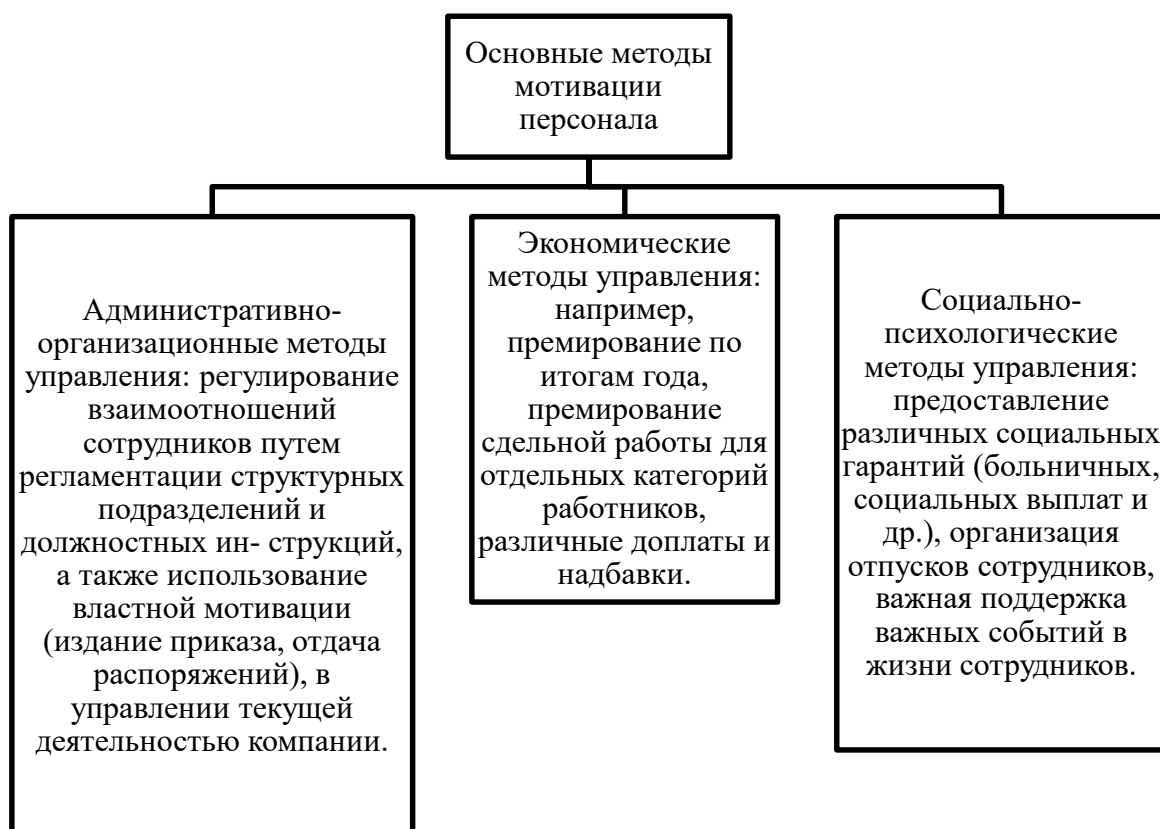 Основные методы
мотивации
персонала
Административно-
организационные методы
управления: регулирование
взаимоотношений
сотрудников путем
регламентации структурных
подразделений и
должностных ин- струкций,
а также использование
властной мотивации
(издание приказа, отдача
распоряжений), в
управлении текущей
деятельностью компании.
Экономические
методы управления:
например,
премирование по
итогам года,
премирование
сдельной работы для
отдельных категорий
работников,
различные доплаты и
надбавки.
Социально-
психологические
методы управления:
предоставление
различных социальных
гарантий (больничных,
социальных выплат и
др.), организация
отпусков сотрудников,
важная поддержка
важных событий в
жизни сотрудников.